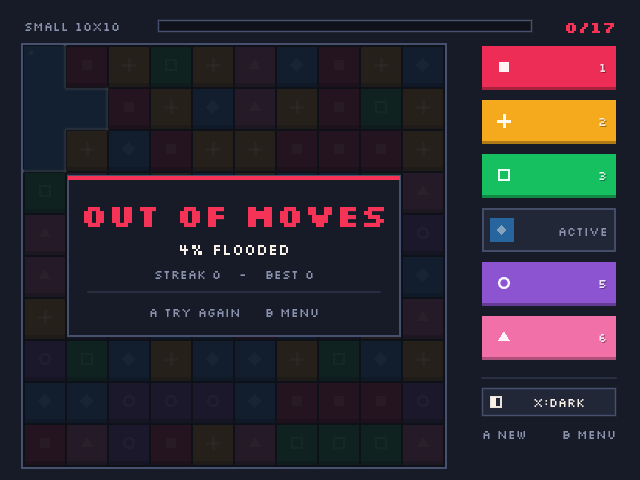 SMALL 10X10
0/17
1
2
3
ACTIVE
5
6
OUT OF MOVES
4% FLOODED
STREAK 0 - BEST 0
A TRY AGAIN B MENU
X:DARK
A NEW B MENU